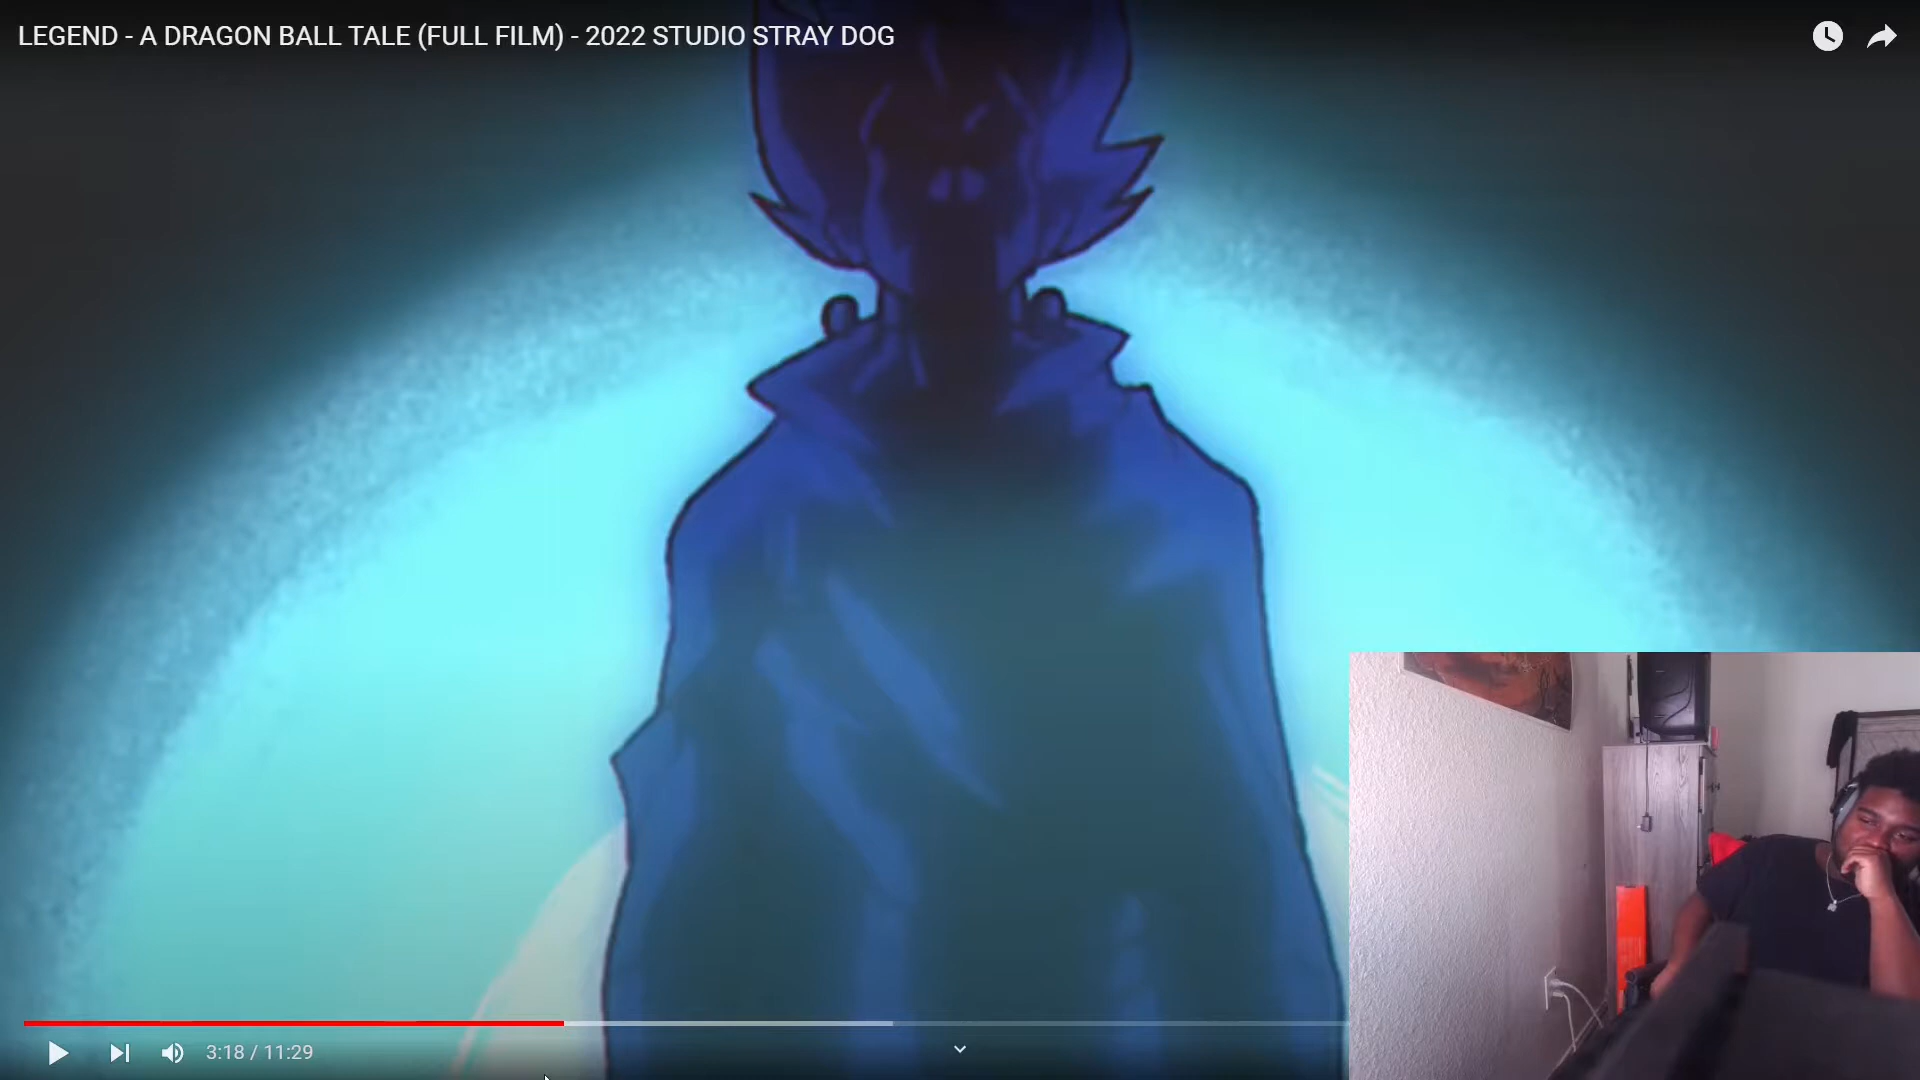 LEGEND - A DRAGON BALL TALE (FULL FILM) - 2022 STUDIO STRAY DOG
3:18 / 11:29